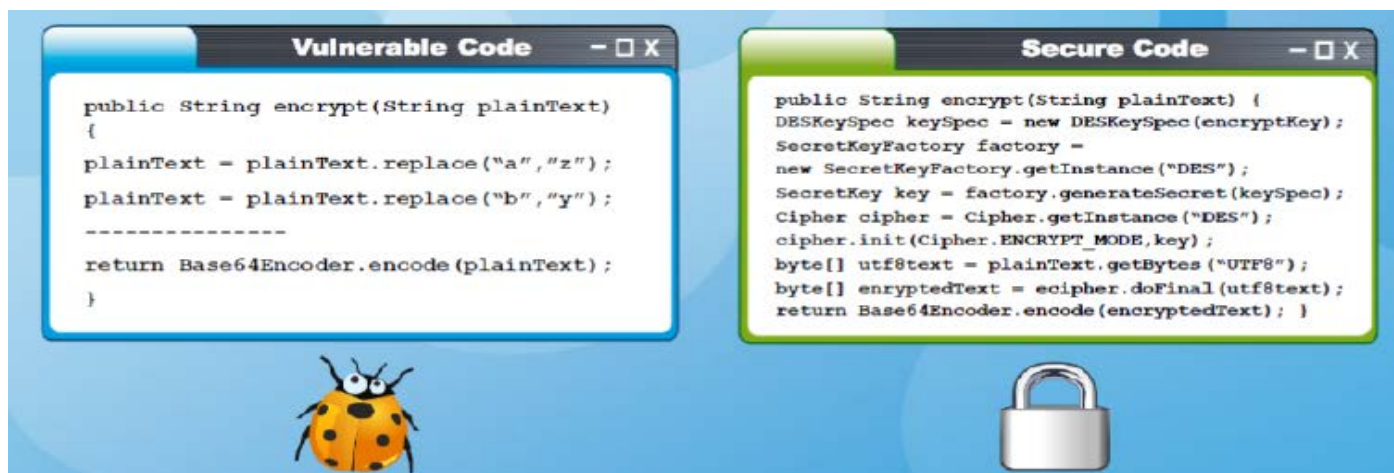 Vulnerable Code
public String encrypt(String plainText)
{
plainText = plainText.replace(“a”,“z”);
plainText = plainText.replace(“b”,“y”);
---------------
return Base64Encoder.encode(plainText);
}
Secure Code
public String encrypt(String plainText) {
DESKeySpec keySpec = new DESKeySpec(encryptKey);
SecretKeyFactory factory =
new SecretKeyFactory.getInstance(“DES”);
SecretKey key = factory.generateSecret(keySpec);
Cipher cipher = Cipher.getInstance(“DES”);
cipher.init(Cipher.ENCRYPT_MODE,key);
byte[] utf8text = plainText.getBytes(“UTF8”);
byte[] enryptedText = ecipher.doFinal(utf8text);
return Base64Encoder.encode(encryptedText); }